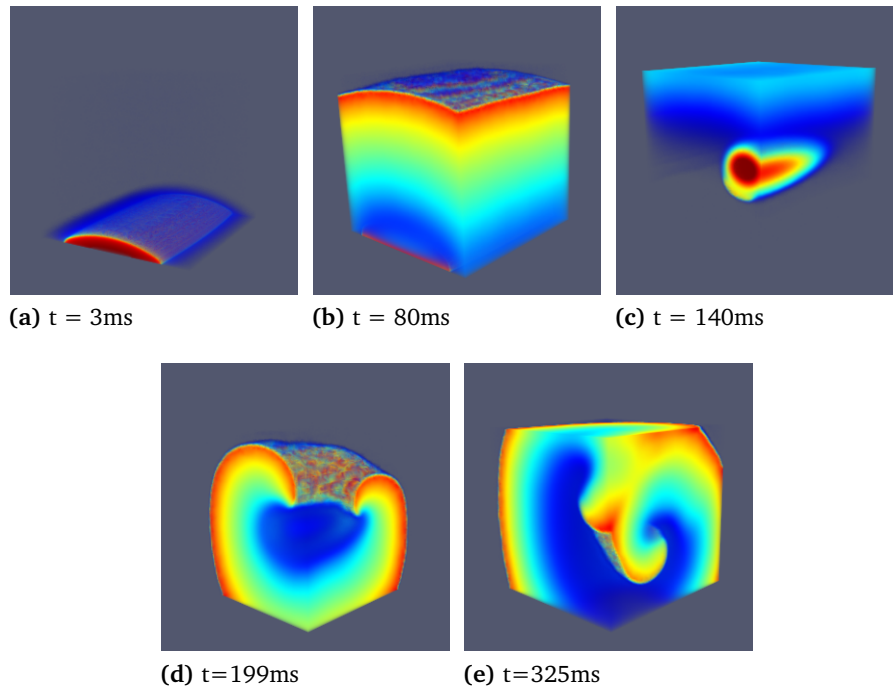 (a) t = 3ms
(b) t = 80ms
(c) t = 140ms
(d) t=199ms
(e) t=325ms